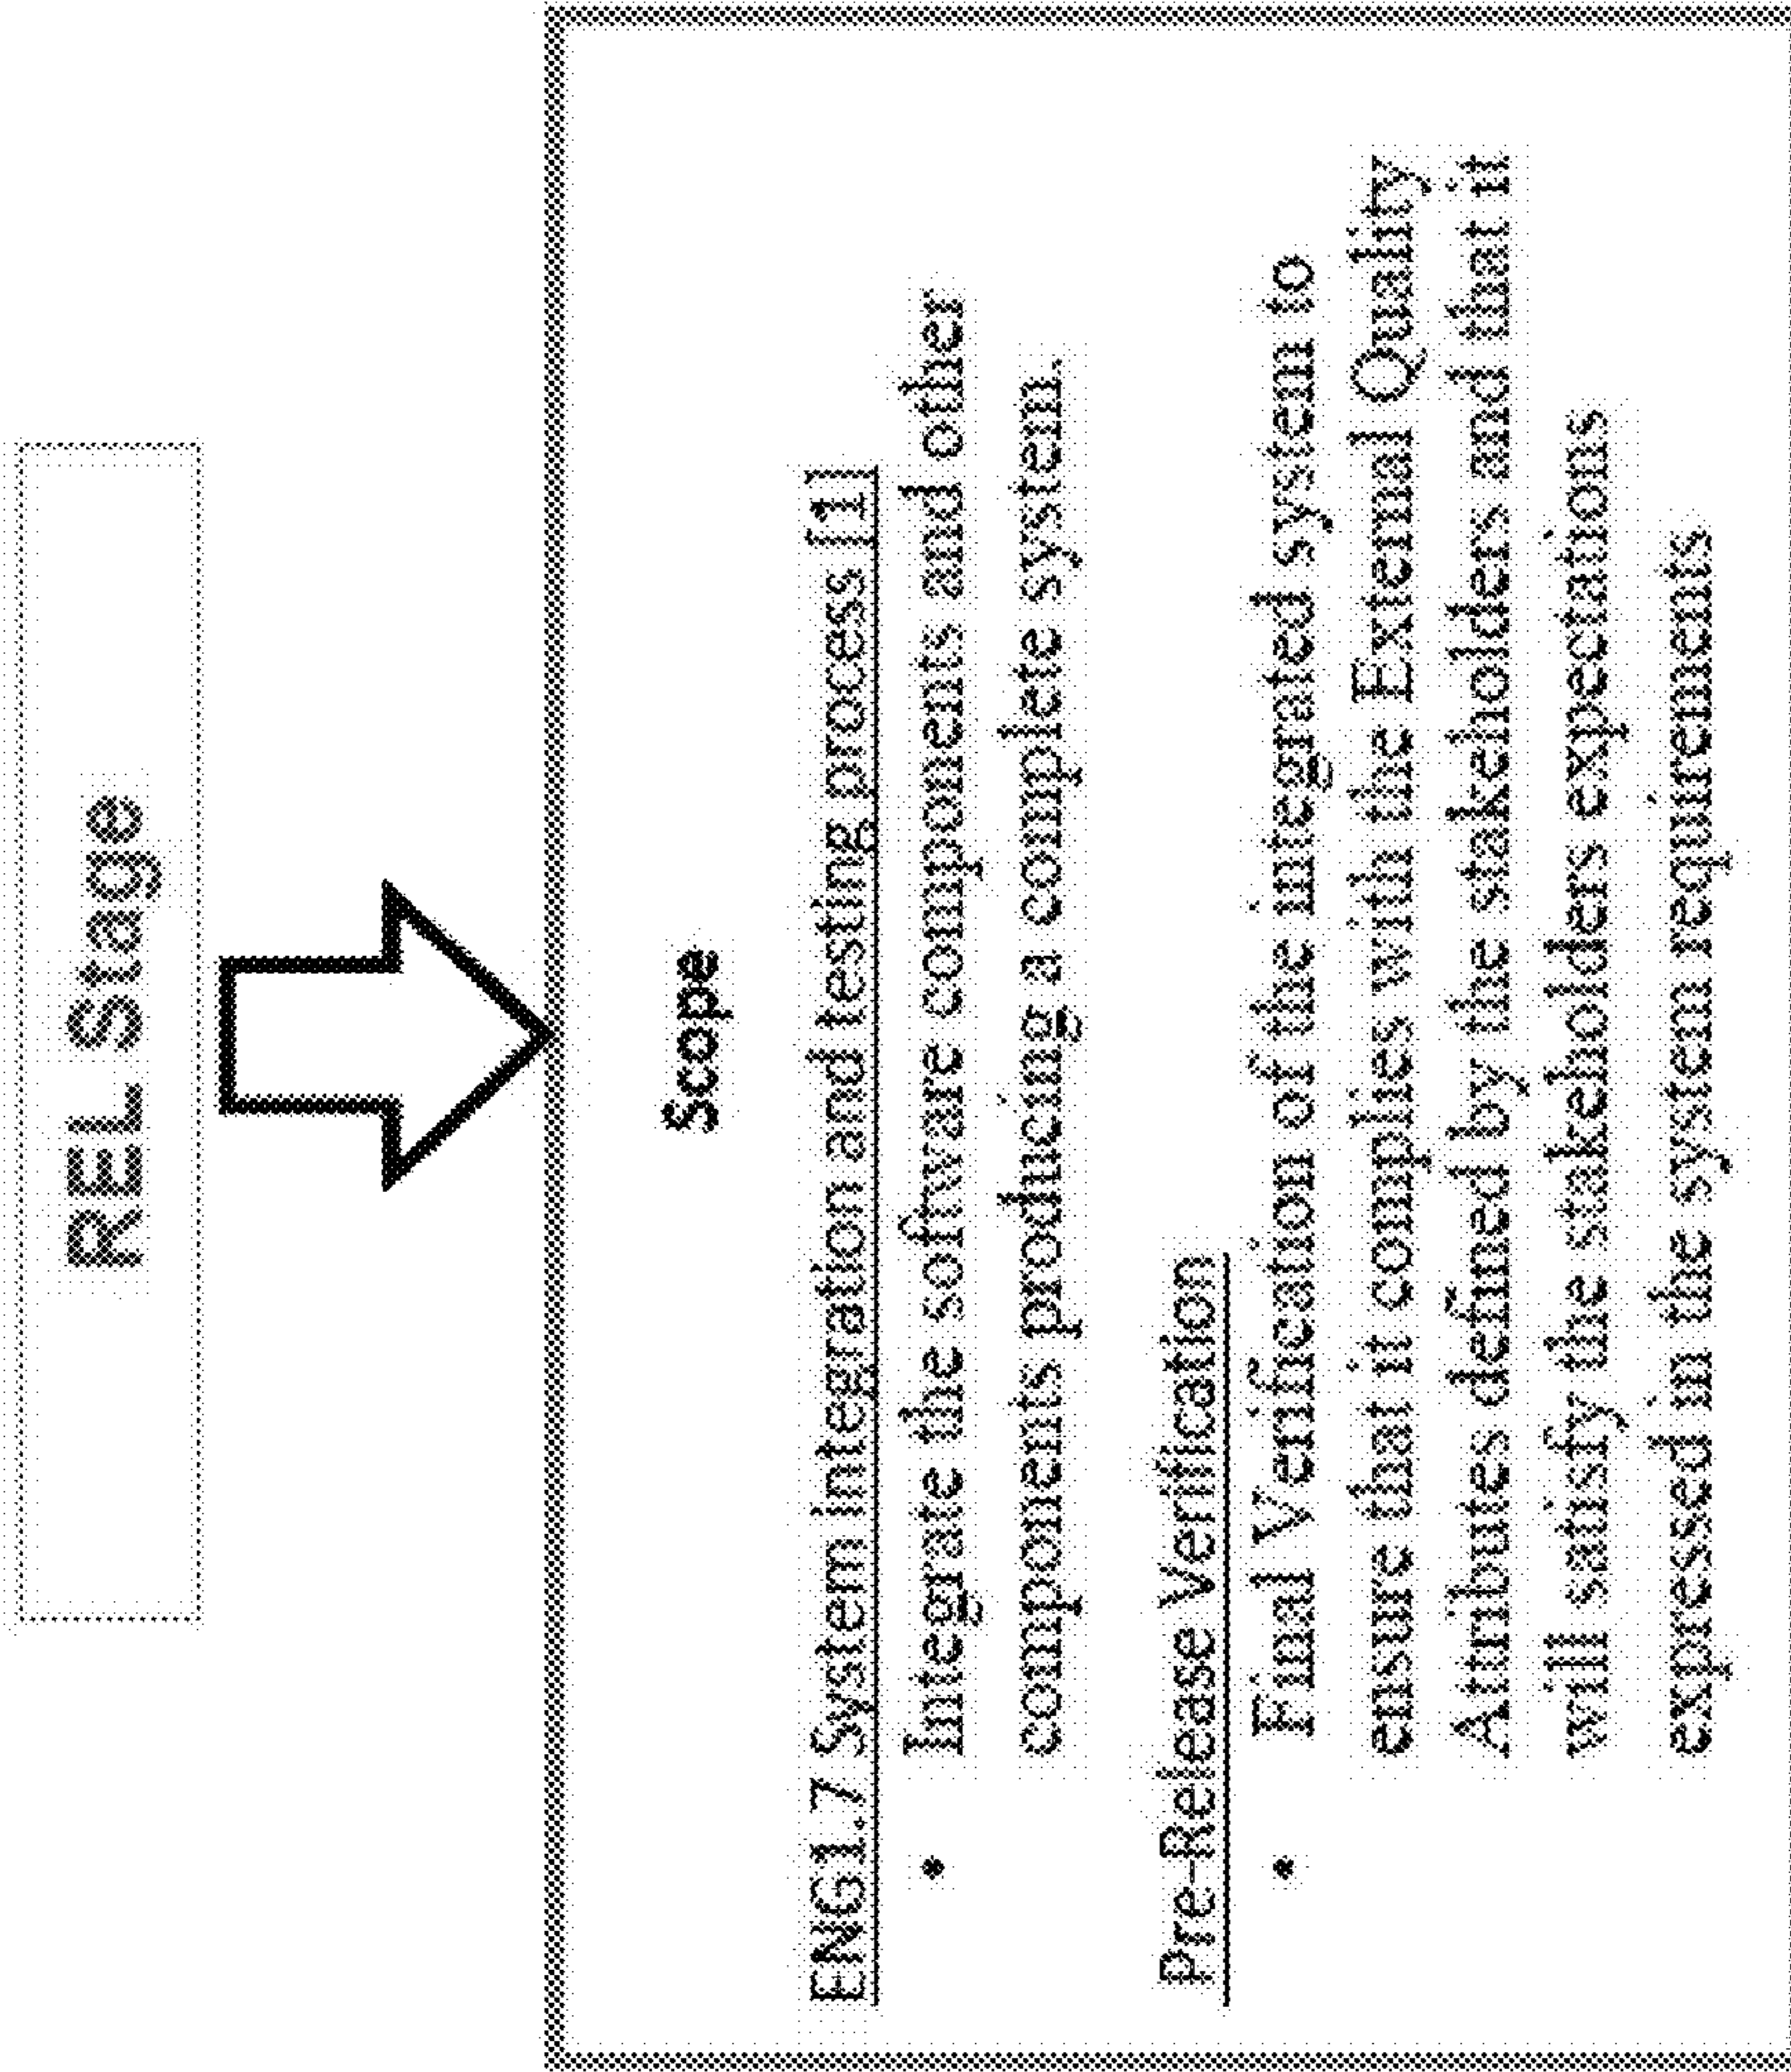 REL Stage
Scope
ENG1.7 System integration and testing process [1]
• Integrate the software components and other
components producing a complete system.
Pre-Release Verification
• Final Verification of the integrated system to
ensure that it complies with the External Quality
Attributes defined by the stakeholders and that it
will satisfy the stakeholders expectations
expressed in the system requirements